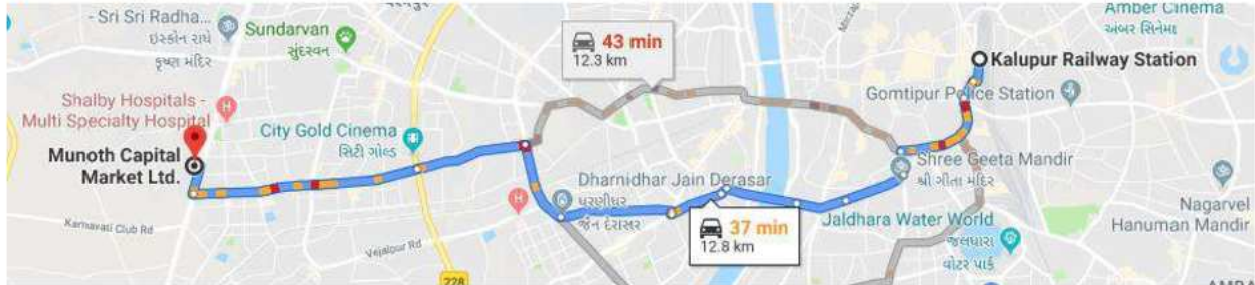 - Sri Sri Radha...
ઇસ્કોન રાધે
કૃષ્ણ મંદિર
Sundarvan
સુંદરવન
43 min
12.3 km
Amber Cinema
અંબર સિનેમા
Kalupur Railway Station
Gomtipur Police Station
Shalby Hospitals -
Multi Specialty Hospital
City Gold Cinema
સિટી ગોલ્ડ
Munoth Capital
Market Ltd.
Shree Geeta Mandir
શ્રી ગીતા મંદિર
Dharnidhar Jain Derasar
ધરણીધર
જૈન દેરાસર
37 min
12.8 km
Jaldhara Water World
જલધારા
વોટર પાર્ક
Nagarvel
Hanuman Mandir
Karnavati Club Rd
Vejalpur Rd
228